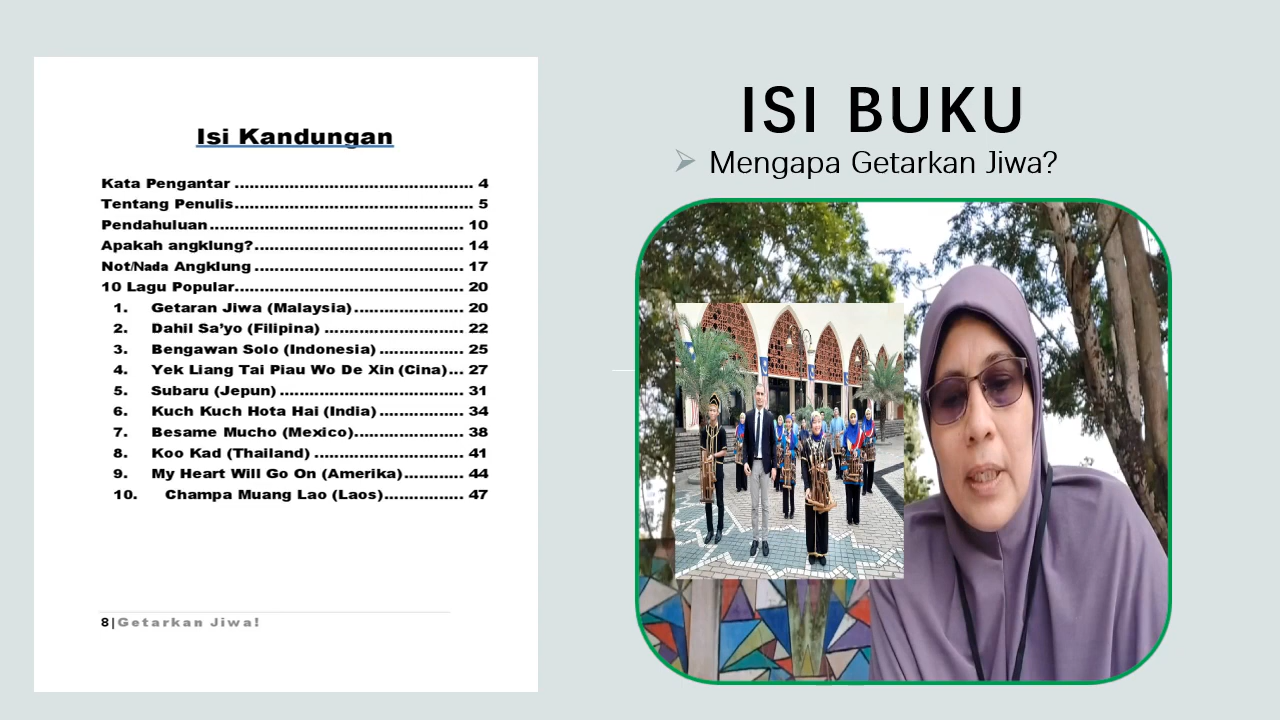 Isi Kandungan
Kata Pengantar ............................................... 4
Tentang Penulis............................................... 5
Pendahuluan.................................................. 10
Apakah angklung?......................................... 14
Not/Nada Angklung ......................................... 17
10 Lagu Popular............................................. 20
1. Getaran Jiwa (Malaysia)..................... 20
2. Dahil Sa'yo (Filipina) ........................... 22
3. Bengawan Solo (Indonesia) ................. 25
4. Yek Liang Tai Piau Wo De Xin (Cina)... 27
5. Subaru (Jepun) .................................... 31
6. Kuch Kuch Hota Hai (India) ................. 34
7. Besame Mucho (Mexico)...................... 38
8. Koo Kad (Thailand) .............................. 41
9. My Heart Will Go On (Amerika)............ 44
10. Champa Muang Lao (Laos)................ 47
8|Getarkan Jiwa!
ISI BUKU
Mengapa Getarkan Jiwa?